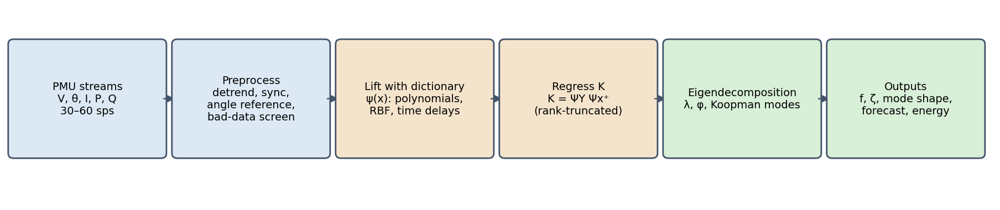 PMU streams
V, θ, I, P, Q
30–60 sps
Preprocess
detrend, sync,
angle reference,
bad-data screen
Lift with dictionary
ψ(x): polynomials,
RBF, time delays
Regress K
K = ΨY Ψx⁺
(rank-truncated)
Eigendecomposition
λ, φ, Koopman modes
Outputs
f, ζ, mode shape,
forecast, energy